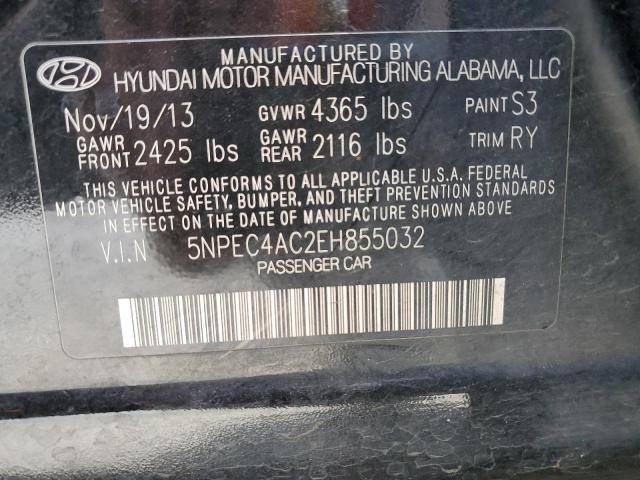 MANUFACTURED BY
HYUNDAI MOTOR MANUFACTURING ALABAMA, LLC
Nov/19/13 GVWR 4365 lbs PAINT S3
GAWR FRONT 2425 lbs GAWR REAR 2116 lbs TRIM RY
THIS VEHICLE CONFORMS TO ALL APPLICABLE U.S.A. FEDERAL
MOTOR VEHICLE SAFETY, BUMPER, AND THEFT PREVENTION STANDARDS
IN EFFECT ON THE DATE OF MANUFACTURE SHOWN ABOVE.
V.I.N 5NPEC4AC2EH855032
PASSENGER CAR